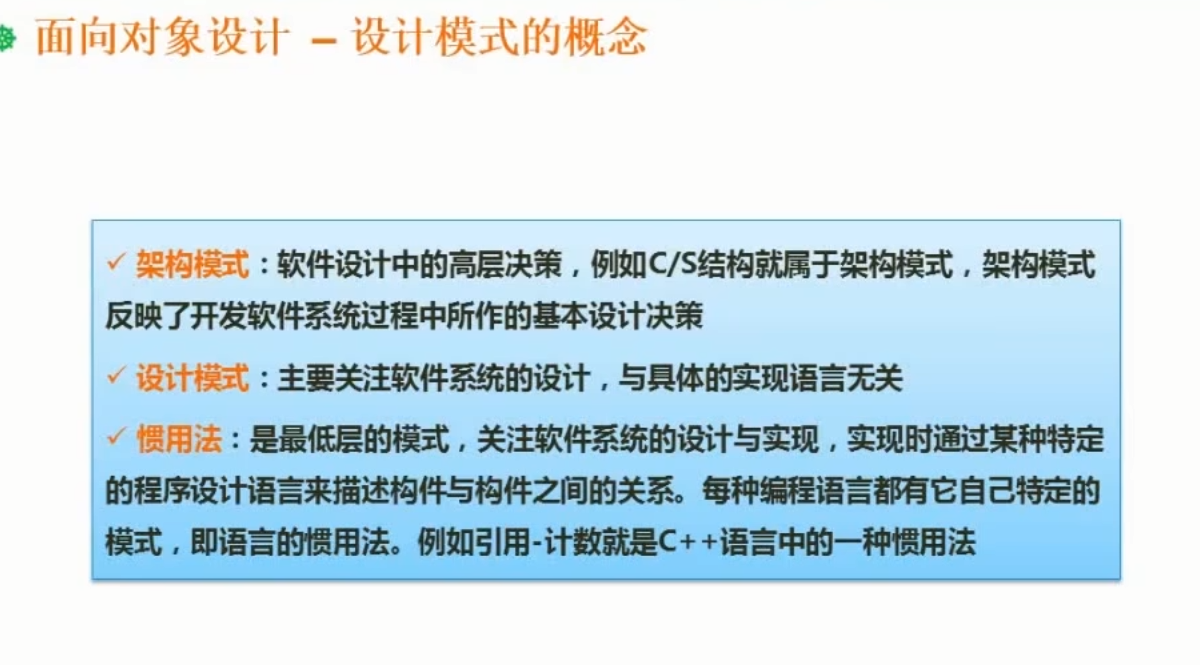 面向对象设计 – 设计模式的概念
✓ 架构模式：软件设计中的高层决策，例如C/S结构就属于架构模式，架构模式
反映了开发软件系统过程中所作的基本设计决策
✓ 设计模式：主要关注软件系统的设计，与具体的实现语言无关
✓ 惯用法：是最低层的模式，关注软件系统的设计与实现，实现时通过某种特定
的程序设计语言来描述构件与构件之间的关系。每种编程语言都有它自己特定的
模式，即语言的惯用法。例如引用-计数就是C++语言中的一种惯用法